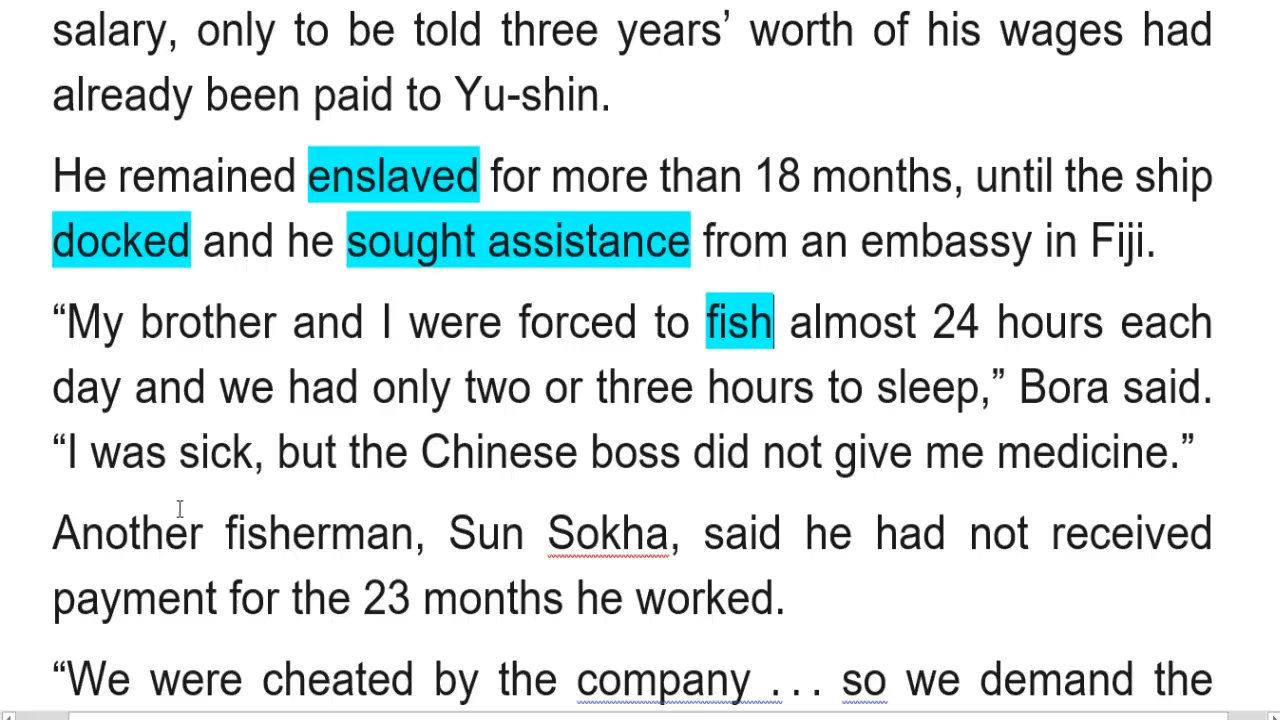 salary, only to be told three years’ worth of his wages had
already been paid to Yu-shin.
He remained enslaved for more than 18 months, until the ship
docked and he sought assistance from an embassy in Fiji.
“My brother and I were forced to fish almost 24 hours each
day and we had only two or three hours to sleep,” Bora said.
“I was sick, but the Chinese boss did not give me medicine.”
Another fisherman, Sun Sokha, said he had not received
payment for the 23 months he worked.
“We were cheated by the company . . . so we demand the